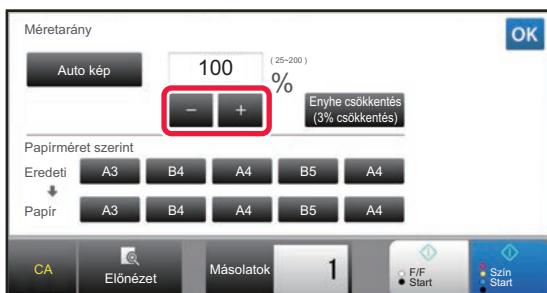 Méretarány
OK
Auto kép
100
(25~200)
%
−
+
Enyhe csökkentés
(3% csökkentés)
Papírméret szerint
Eredeti
A3
B4
A4
B5
A4
Papír
A3
B4
A4
B5
A4
CA
Előnézet
Másolatok
1
F/F
Start
Szín
Start